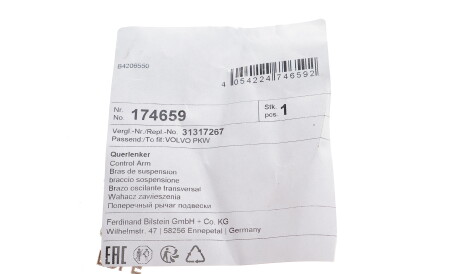 84209550
4 054224 746592
Nr.
No. 174659
Stk.
pcs. 1
Vergl-Nr./Repl-No. 31317267
Passend:/To fit:VOLVO PKW
Querlenker
Control Arm
Bras de suspension
braccio sospensione
Brazo oscilante transversal
Wahacz zawieszenia
Поперечный рычаг подвески
Ferdinand Bilstein GmbH + Co. KG
Wilhelmstr. 47 | 58256 Ennepetal | Germany
EAC